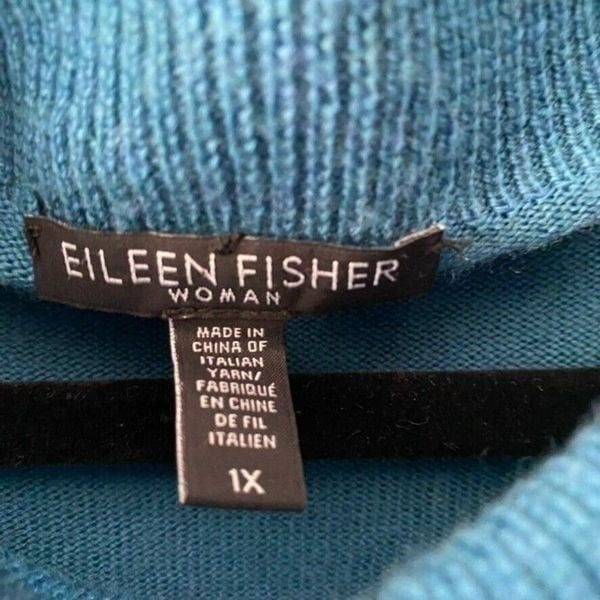 EILEEN FISHER
WOMAN
MADE IN
CHINA OF
ITALIAN
YARN/
FABRIQUÉ
EN CHINE
DE FIL
ITALIEN
1X